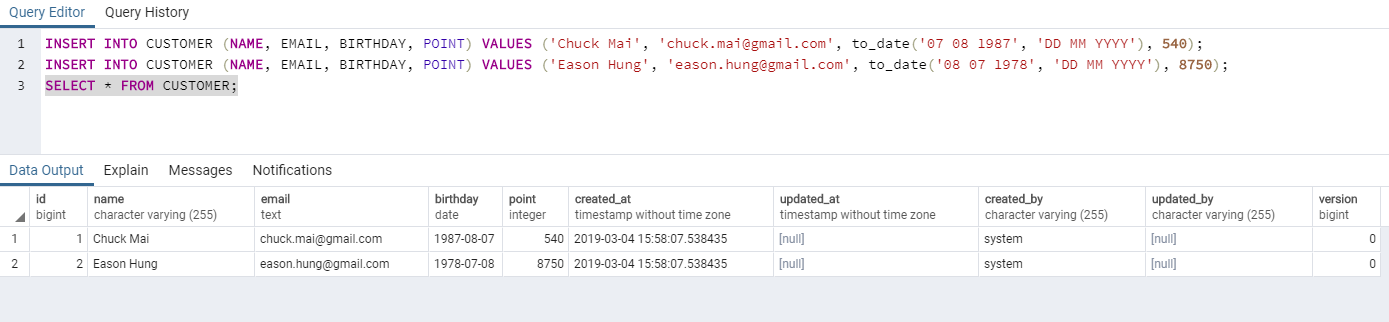 Query Editor Query History
1 INSERT INTO CUSTOMER (NAME, EMAIL, BIRTHDAY, POINT) VALUES ('Chuck Mai', 'chuck.mai@gmail.com', to_date('07 08 1987', 'DD MM YYYY'), 540);
2 INSERT INTO CUSTOMER (NAME, EMAIL, BIRTHDAY, POINT) VALUES ('Eason Hung', 'eason.hung@gmail.com', to_date('08 07 1978', 'DD MM YYYY'), 8750);
3 SELECT * FROM CUSTOMER;
Data Output Explain Messages Notifications
id name email birthday point created_at updated_at created_by updated_by version
bigint character varying (255) text date integer timestamp without time zone timestamp without time zone character varying (255) character varying (255) bigint
1 1 Chuck Mai chuck.mai@gmail.com 1987-08-07 540 2019-03-04 15:58:07.538435 [null] system [null] 0
2 2 Eason Hung eason.hung@gmail.com 1978-07-08 8750 2019-03-04 15:58:07.538435 [null] system [null] 0